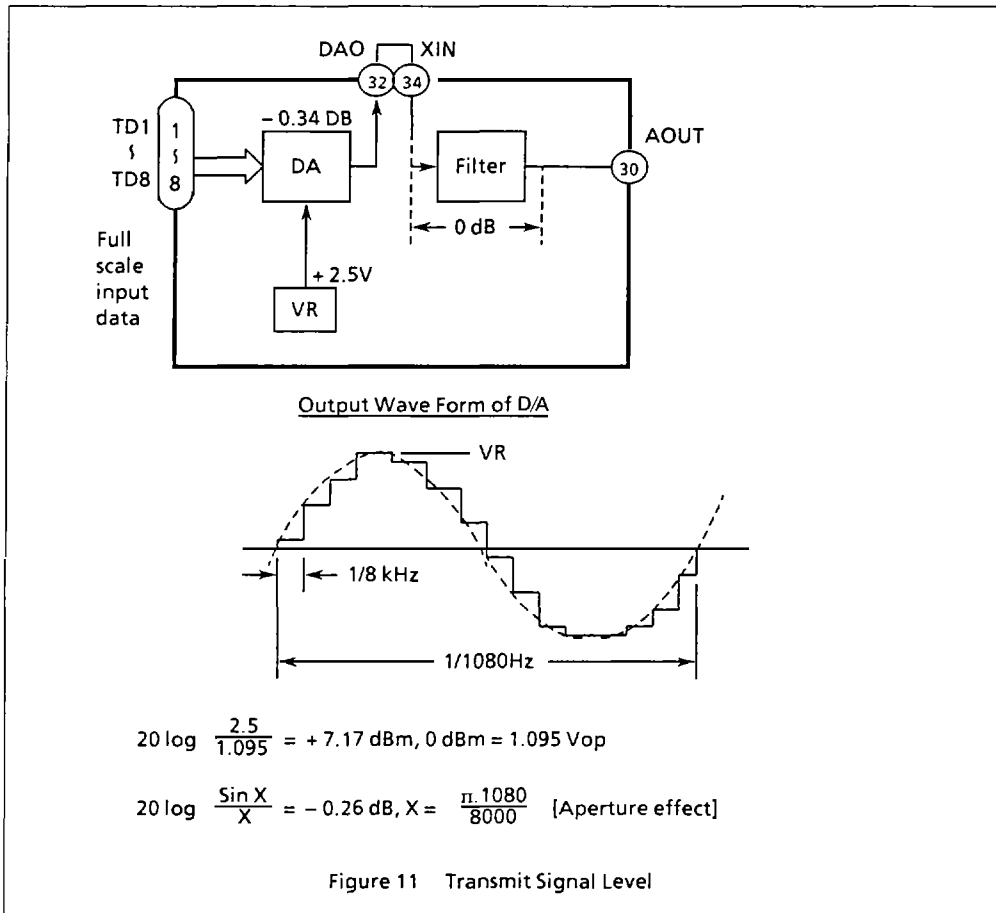 DAO XIN
32 34
TD1
∫
TD8
1
∫
8
– 0.34 DB
DA
Filter
AOUT
30
0 dB
Full
scale
input
data
+ 2.5V
VR
Output Wave Form of D/A
VR
1/8 kHz
1/1080Hz
20 log 2.5/1.095 = + 7.17 dBm, 0 dBm = 1.095 Vop
20 log Sin X/X = – 0.26 dB, X = π.1080/8000 [Aperture effect]
Figure 11 Transmit Signal Level